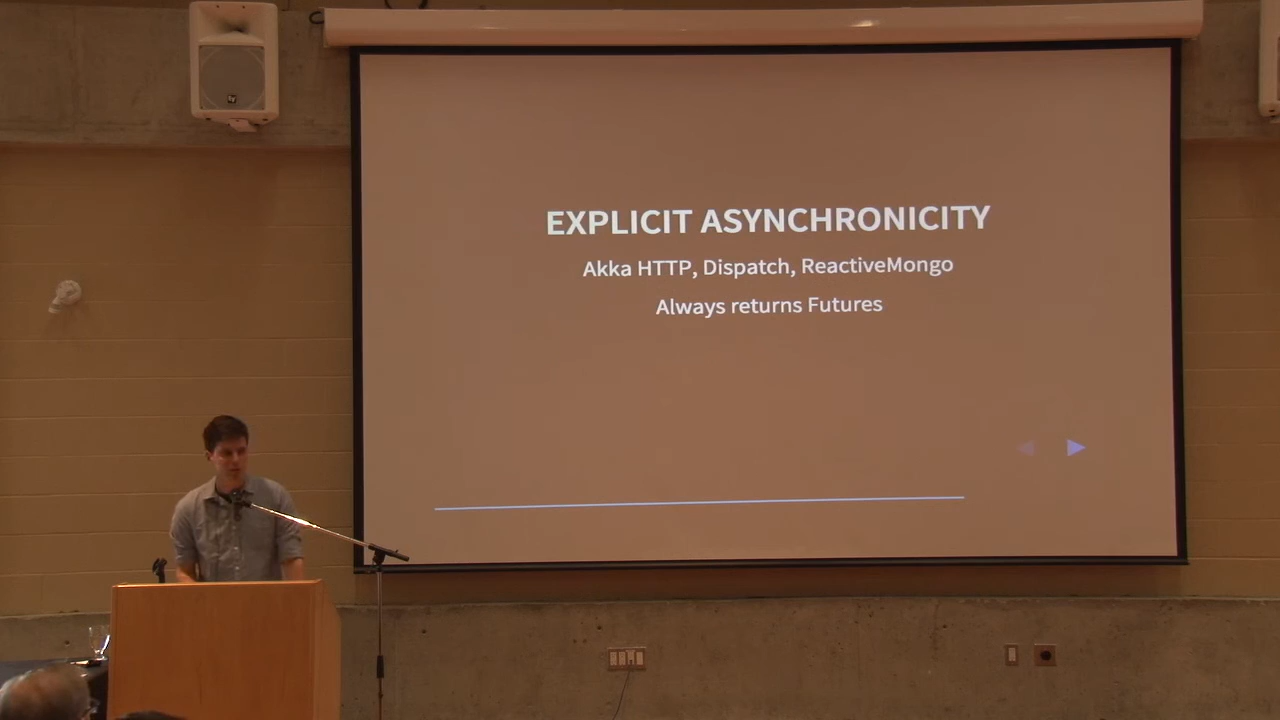 EXPLICIT ASYNCHRONICITY
Akka HTTP, Dispatch, ReactiveMongo
Always returns Futures